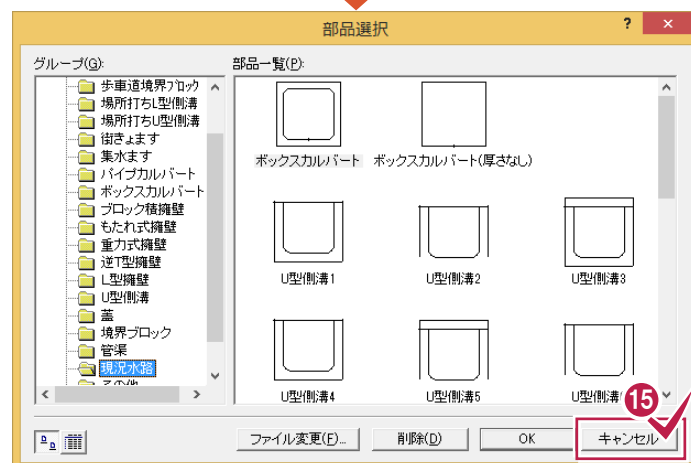 部品選択
?
×
グループ(G):
部品一覧(P):
歩車道境界ブロック
場所打ちL型側溝
場所打ちU型側溝
街きょます
集水ます
パイプカルバート
ボックスカルバート
ブロック積擁壁
もたれ式擁壁
重力式擁壁
逆T型擁壁
L型擁壁
U型側溝
蓋
境界ブロック
管渠
現況水路
その他
ボックスカルバート
ボックスカルバート(厚さなし)
U型側溝1
U型側溝2
U型側溝3
U型側溝4
U型側溝5
U型側溝
15
ファイル変更(F)...
削除(D)
OK
キャンセル